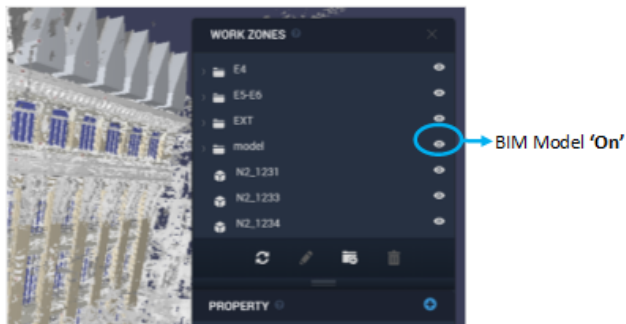 WORK ZONES
E4
E5-E6
EXT
model
BIM Model 'On'
N2_1231
N2_1233
N2_1234
PROPERTY